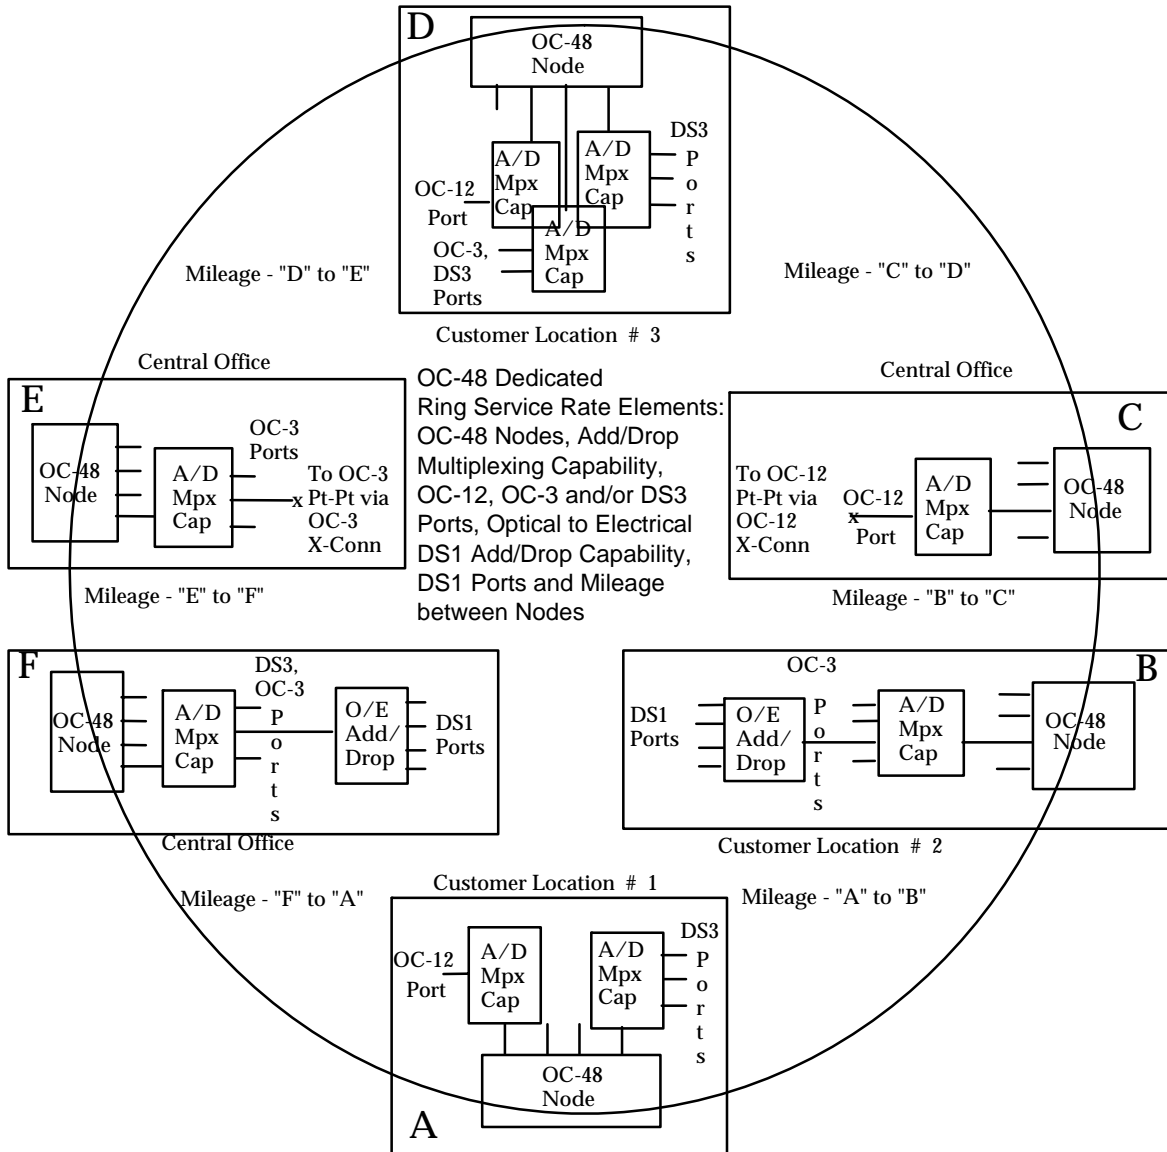 D
OC-48
Node
A/D
Mpx
Cap
A/D
Mpx
Cap
A/D
Mpx
Cap
DS3
P
o
r
t
s
OC-12
Port
OC-3,
DS3
Ports
Mileage - "D" to "E"
Mileage - "C" to "D"
Customer Location # 3
Central Office
E
OC-48
Node
A/D
Mpx
Cap
OC-3
Ports
To OC-3
x Pt-Pt via
OC-3
X-Conn
OC-48 Dedicated
Ring Service Rate Elements:
OC-48 Nodes, Add/Drop
Multiplexing Capability,
OC-12, OC-3 and/or DS3
Ports, Optical to Electrical
DS1 Add/Drop Capability,
DS1 Ports and Mileage
between Nodes
Central Office
C
To OC-12
Pt-Pt via
OC-12
X-Conn
OC-12
x
Port
A/D
Mpx
Cap
OC-48
Node
Mileage - "E" to "F"
Mileage - "B" to "C"
F
OC-48
Node
A/D
Mpx
Cap
DS3,
OC-3
P
o
r
t
s
O/E
Add/
Drop
DS1
Ports
Central Office
B
OC-3
DS1
Ports
O/E
Add/
Drop
P
o
r
t
s
A/D
Mpx
Cap
OC-48
Node
Customer Location # 2
Mileage - "F" to "A"
Customer Location # 1
Mileage - "A" to "B"
OC-12
Port
A/D
Mpx
Cap
A/D
Mpx
Cap
DS3
P
o
r
t
s
OC-48
Node
A